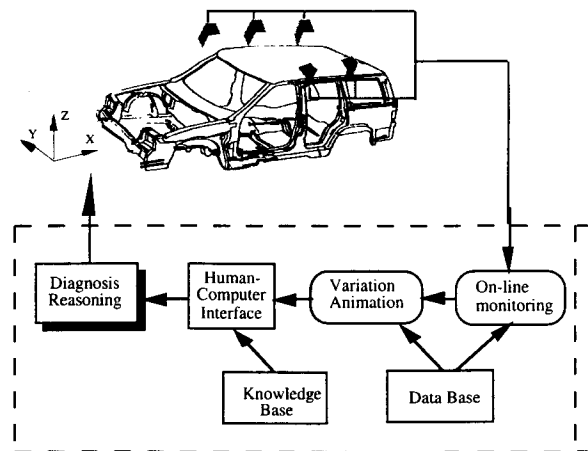 Z
Y
X
Diagnosis
Reasoning
Human-
Computer
Interface
Variation
Animation
On-line
monitoring
Knowledge
Base
Data Base